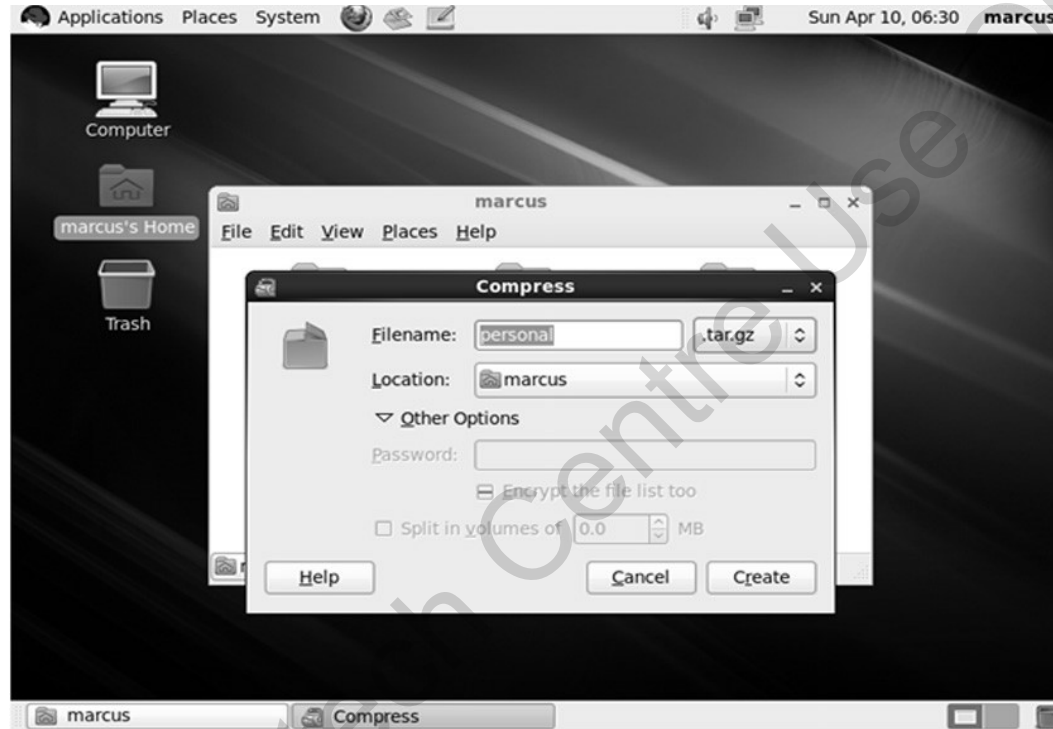 Applications Places System Sun Apr 10, 06:30 marcus
Computer
marcus's Home
Trash
marcus
File Edit View Places Help
Compress
Filename: personal .tar.gz
Location: marcus
Other Options
Password:
Encrypt the file list too
Split in volumes of 0.0 MB
Help Cancel Create
marcus Compress
Centre Use